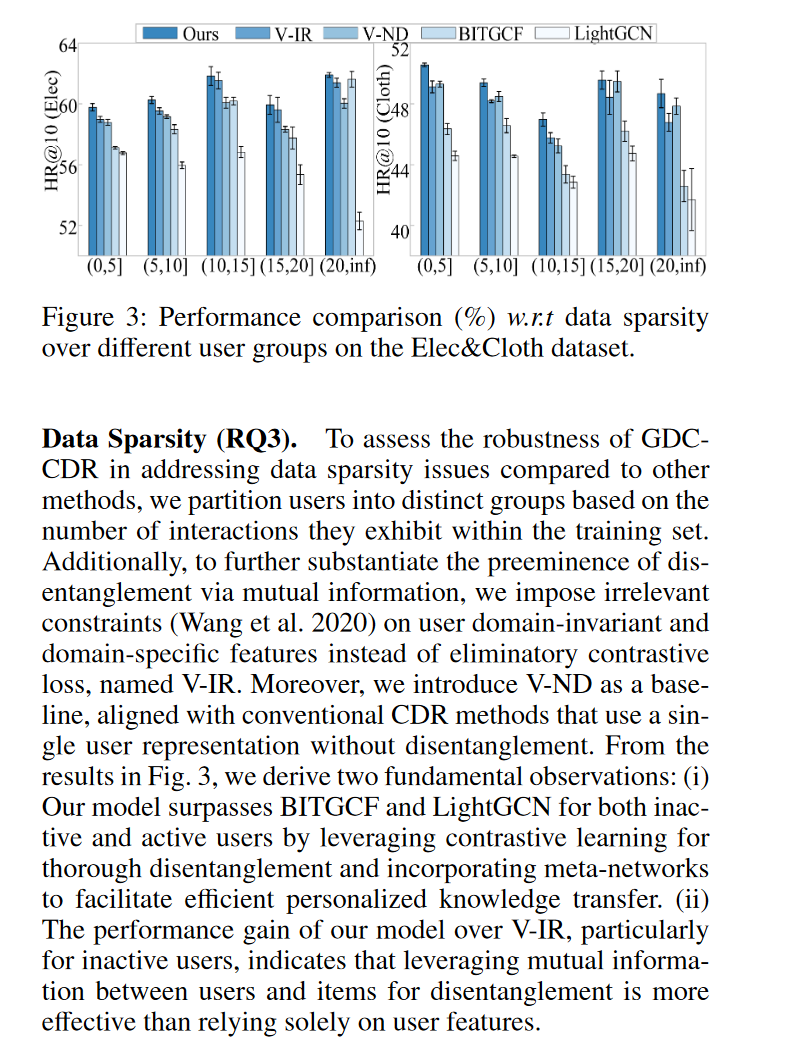 Ours V-IR V-ND BITGCF LightGCN
64
60
56
52
HR@10 (Elec)
(0,5] (5,10] (10,15] (15,20] (20,inf)
52
48
44
40
HR@10 (Cloth)
(0,5] (5,10] (10,15] (15,20] (20,inf)
Figure 3: Performance comparison (%) w.r.t data sparsity
over different user groups on the Elec&Cloth dataset.
Data Sparsity (RQ3). To assess the robustness of GDC-
CDR in addressing data sparsity issues compared to other
methods, we partition users into distinct groups based on the
number of interactions they exhibit within the training set.
Additionally, to further substantiate the preeminence of dis-
entanglement via mutual information, we impose irrelevant
constraints (Wang et al. 2020) on user domain-invariant and
domain-specific features instead of eliminatory contrastive
loss, named V-IR. Moreover, we introduce V-ND as a base-
line, aligned with conventional CDR methods that use a sin-
gle user representation without disentanglement. From the
results in Fig. 3, we derive two fundamental observations: (i)
Our model surpasses BITGCF and LightGCN for both inac-
tive and active users by leveraging contrastive learning for
thorough disentanglement and incorporating meta-networks
to facilitate efficient personalized knowledge transfer. (ii)
The performance gain of our model over V-IR, particularly
for inactive users, indicates that leveraging mutual informa-
tion between users and items for disentanglement is more
effective than relying solely on user features.